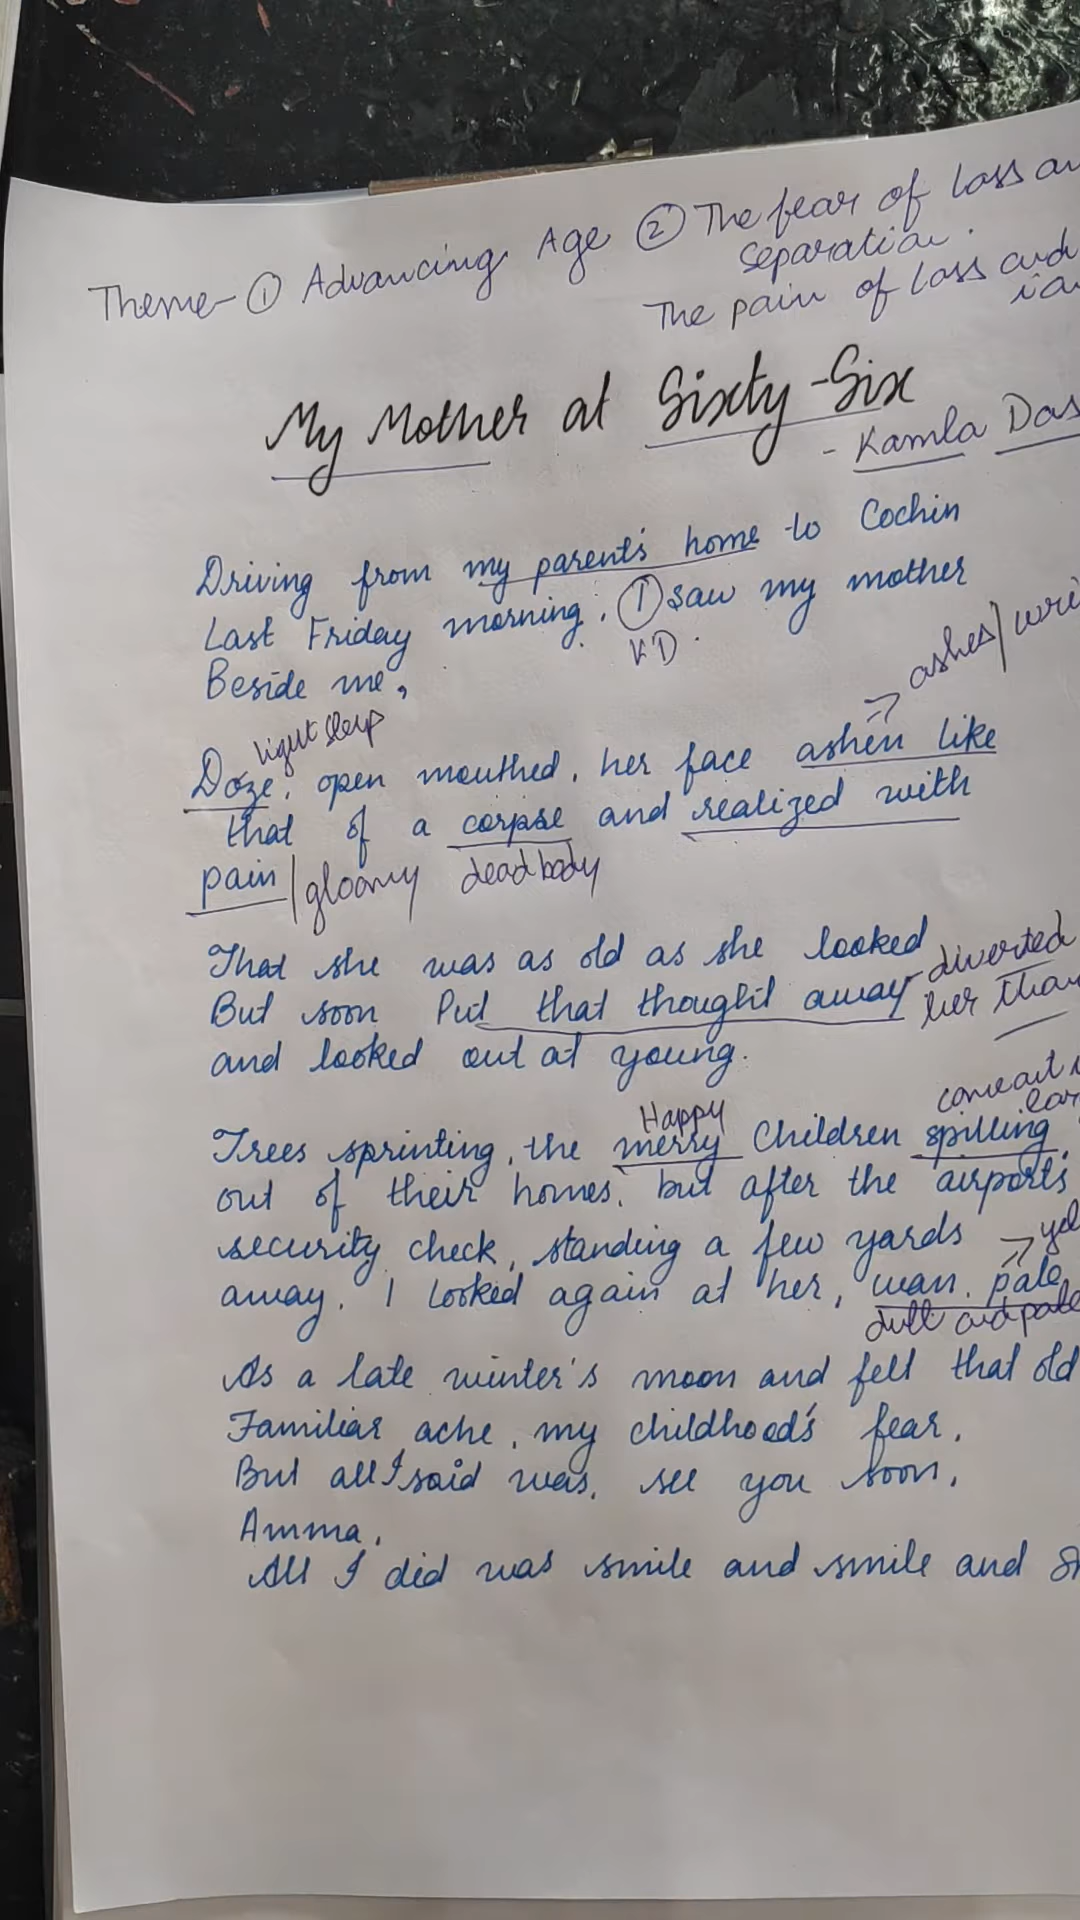 Theme- ① Advancing Age ② The fear of loss
separation.
The pain of loss and
My Mother at Sixty-Six
- Kamla Das
Driving from my parent's home to Cochin
Last Friday morning, I saw my mother
KD.
Beside me,
=> ashes/
light sleep
Doze, open mouthed, her face ashen like
that of a corpse and realized with
pain/gloomy deadbody
That she was as old as she looked
But soon Put that thought away - diverted
her
and looked out at young.
Happy
Trees sprinting, the merry Children spilling
out of their homes, but after the airport's
security check, standing a few yards
away, I looked again at her, wan, pale
dull and pale
As a late winter's moon and felt that old
Familiar ache, my childhood's fear,
But all I said was, see you soon,
Amma,
All I did was smile and smile and